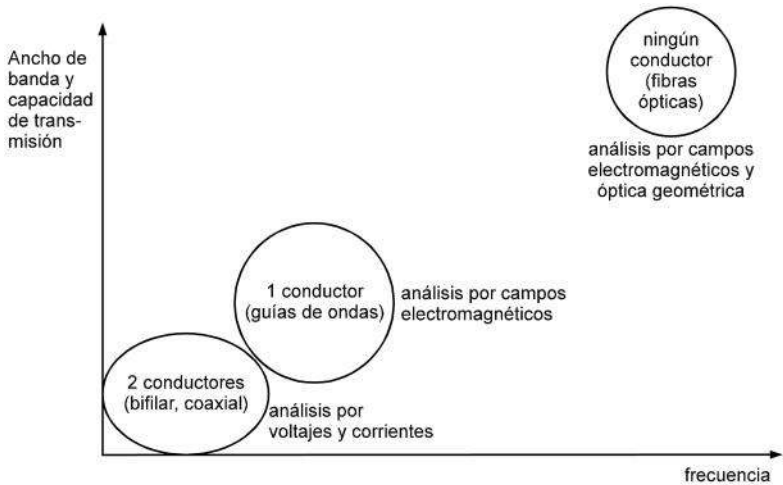 Ancho de
banda y
capacidad
de trans-
misión
ningún
conductor
(fibras
ópticas)
análisis por campos
electromagnéticos y
óptica geométrica
1 conductor
(guías de ondas)
análisis por campos
electromagnéticos
2 conductores
(bifilar, coaxial)
análisis por
voltajes y corrientes
frecuencia